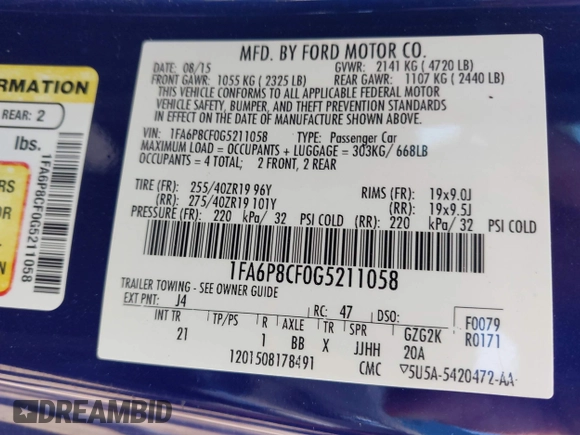 ORMATION
REAR: 2
lbs.
1FA6P8CF0G5211058
MFD. BY FORD MOTOR CO.
DATE: 08/15 GVWR: 2141 KG ( 4720 LB)
FRONT GAWR: 1055 KG ( 2325 LB) REAR GAWR: 1107 KG ( 2440 LB)
THIS VEHICLE CONFORMS TO ALL APPLICABLE FEDERAL MOTOR
VEHICLE SAFETY, BUMPER, AND THEFT PREVENTION STANDARDS
IN EFFECT ON THE DATE OF MANUFACTURE SHOWN ABOVE.
VIN: 1FA6P8CF0G5211058 TYPE: Passenger Car
MAXIMUM LOAD = OCCUPANTS + LUGGAGE = 303KG/ 668LB
OCCUPANTS = 4 TOTAL; 2 FRONT, 2 REAR
TIRE (FR) 255/40ZR19 96Y RIMS (FR) 19x9.0J
(RR) 275/40ZR19 101Y (RR) 19x9.5J
PRESSURE (FR) 220 kPa/ 32 PSI COLD (RR) 220 kPa/ 32 PSI COLD
1FA6P8CF0G5211058
TRAILER TOWING - SEE OWNER GUIDE
EXT PNT: J4 RC: 47 DSO: F0079
INT TR TP/PS R AXLE TR SPR GZG2K R0171
21 1 BB X JJHH 20A
1201508178491 CMC 5U5A-5420472-AA
DREAMBID